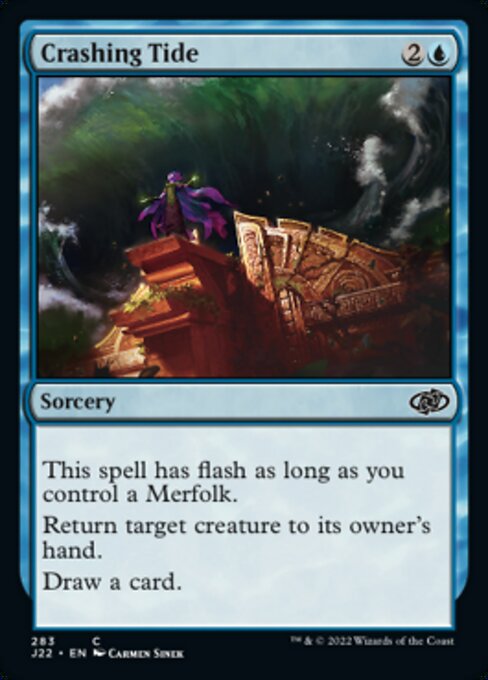 Crashing Tide 2
Sorcery
This spell has flash as long as you
control a Merfolk.
Return target creature to its owner's
hand.
Draw a card.
283 C
J22 • EN Carmen Sinek
™ & © 2022 Wizards of the Coast